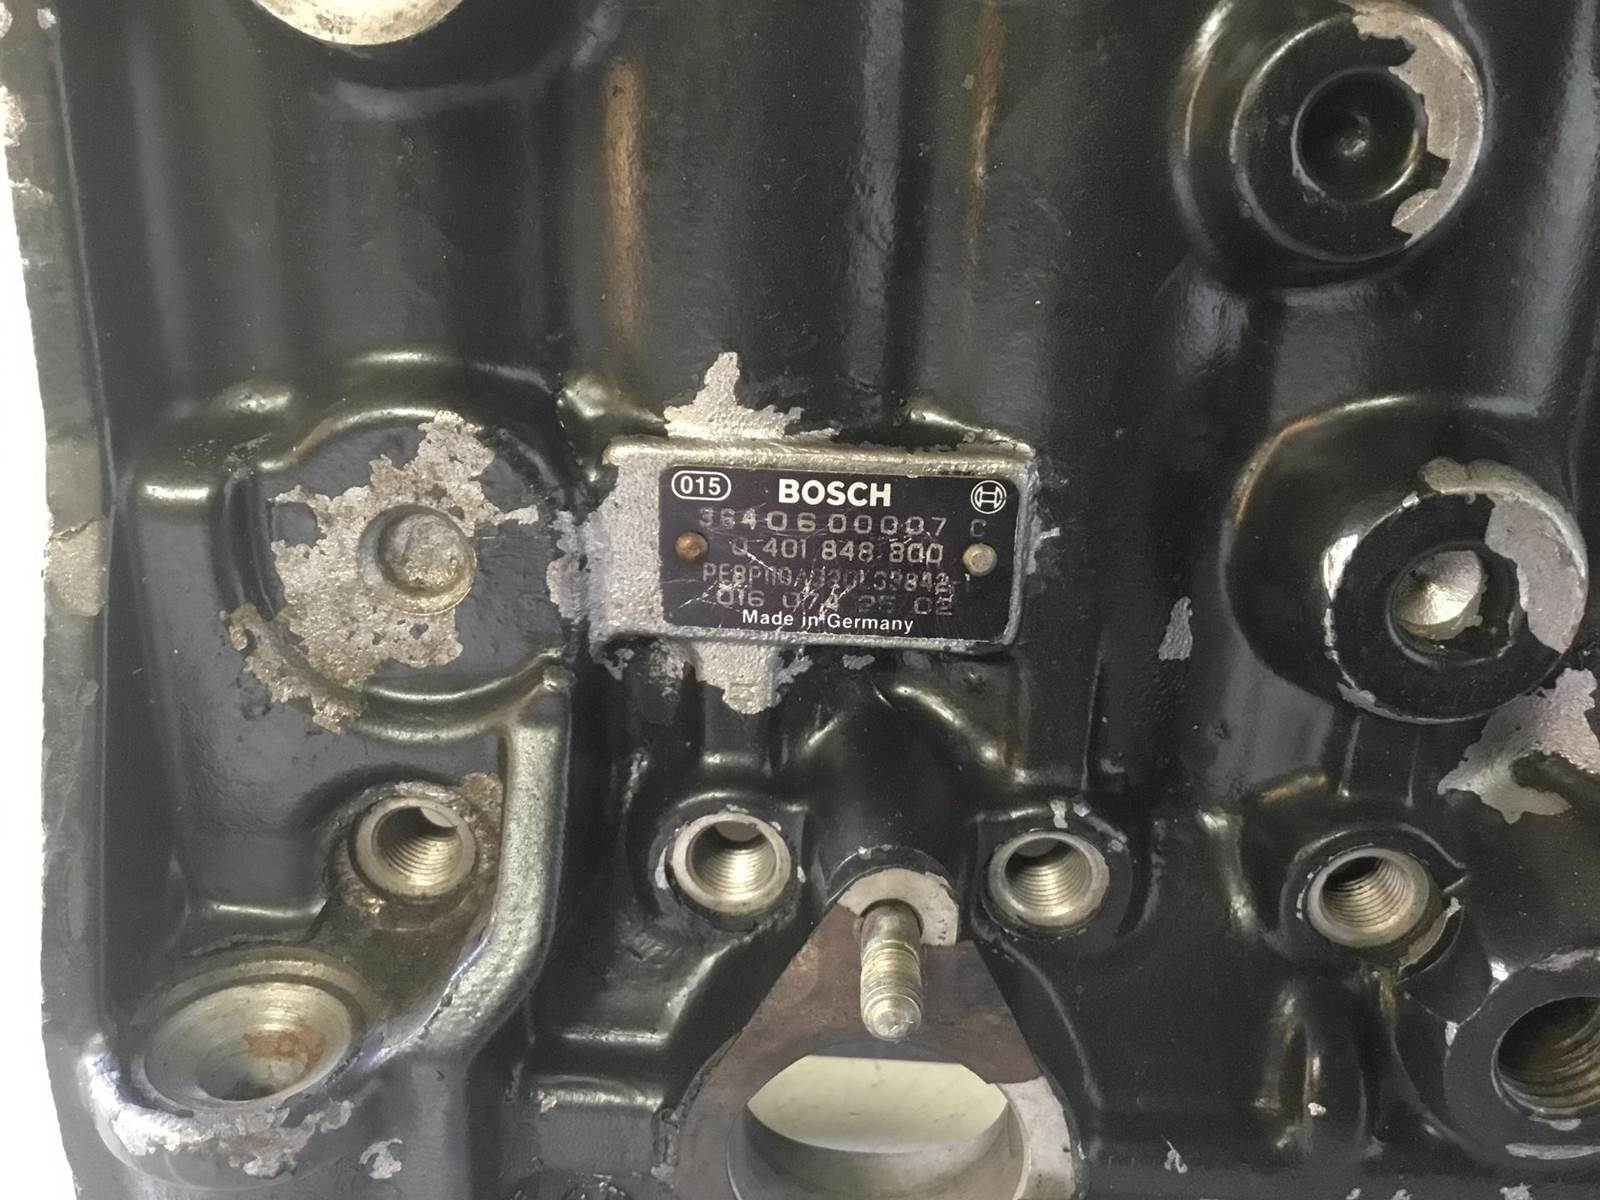 015 BOSCH
3640600007 C
0 401 848 800
016 074 25 02
Made in Germany